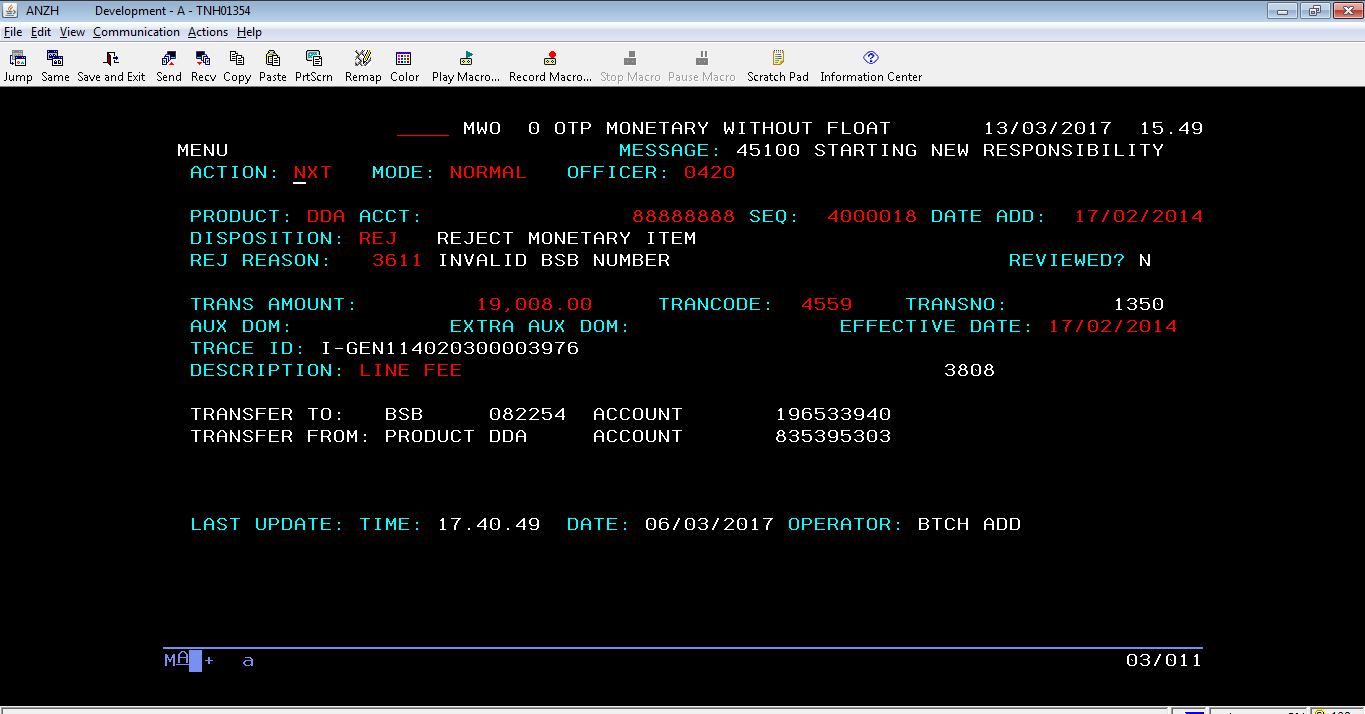 ANZH Development - A - TNH01354
File Edit View Communication Actions Help
Jump Same Save and Exit Send Recv Copy Paste PrtScrn Remap Color Play Macro... Record Macro... Stop Macro Pause Macro Scratch Pad Information Center
_____ MWO 0 OTP MONETARY WITHOUT FLOAT 13/03/2017 15.49
MENU MESSAGE: 45100 STARTING NEW RESPONSIBILITY
ACTION: NXT MODE: NORMAL OFFICER: 0420
PRODUCT: DDA ACCT: 88888888 SEQ: 4000018 DATE ADD: 17/02/2014
DISPOSITION: REJ REJECT MONETARY ITEM
REJ REASON: 3611 INVALID BSB NUMBER REVIEWED? N
TRANS AMOUNT: 19,008.00 TRANCODE: 4559 TRANSNO: 1350
AUX DOM: EXTRA AUX DOM: EFFECTIVE DATE: 17/02/2014
TRACE ID: I-GEN114020300003976
DESCRIPTION: LINE FEE 3808
TRANSFER TO: BSB 082254 ACCOUNT 196533940
TRANSFER FROM: PRODUCT DDA ACCOUNT 835395303
LAST UPDATE: TIME: 17.40.49 DATE: 06/03/2017 OPERATOR: BTCH ADD
MA + a 03/011